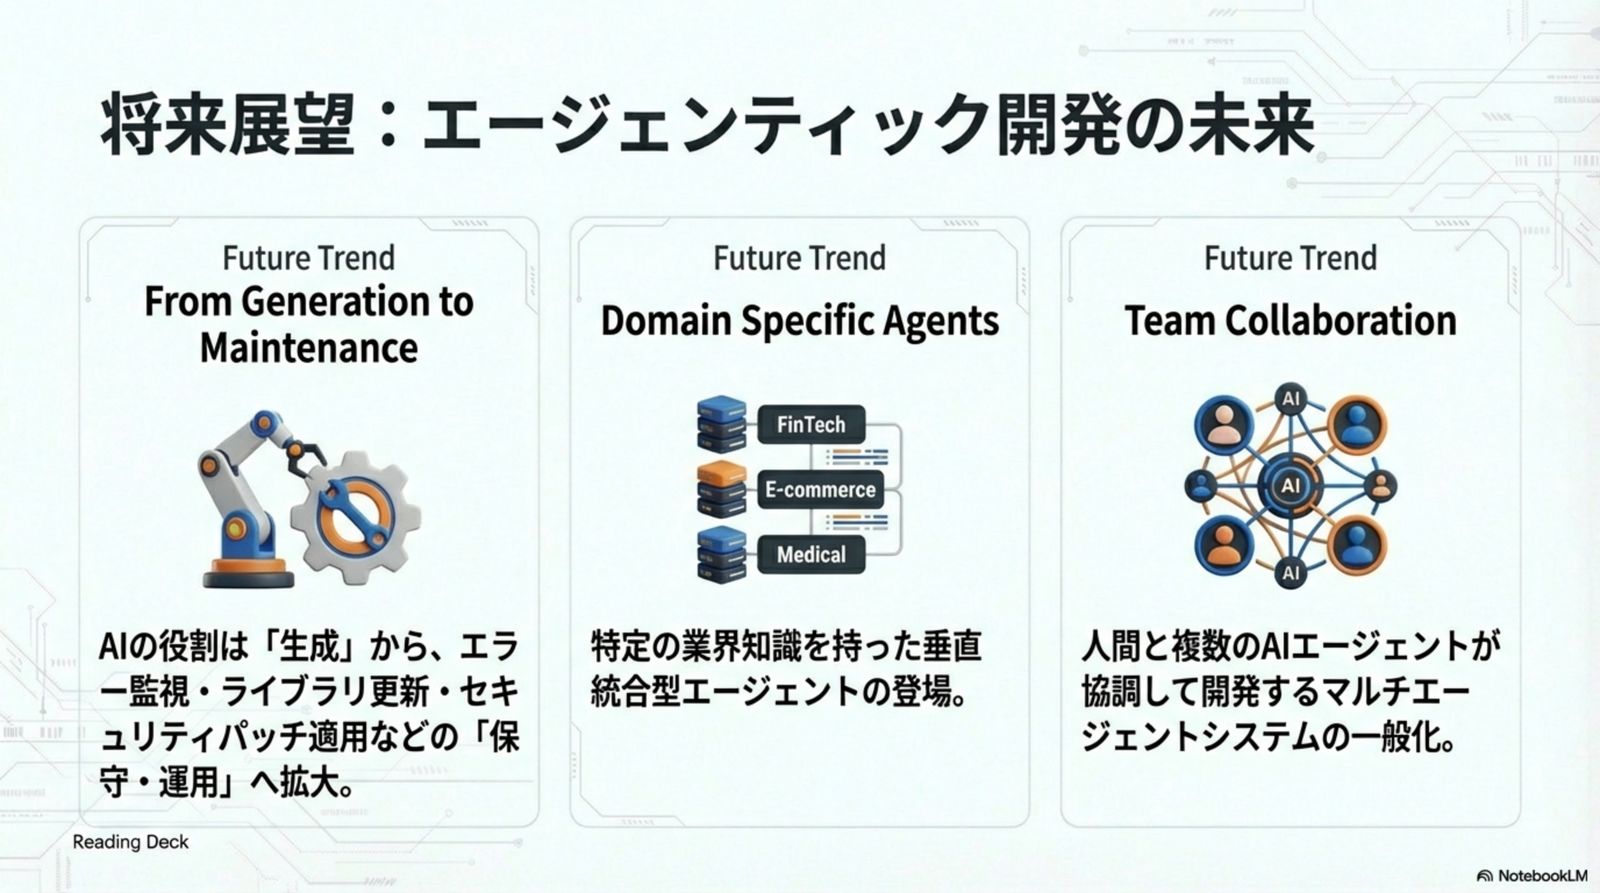 将来展望：エージェンティック開発の未来
Future Trend
From Generation to
Maintenance
AIの役割は「生成」から、エラ
ー監視・ライブラリ更新・セキ
ュリティパッチ適用などの「保
守・運用」へ拡大。
Future Trend
Domain Specific Agents
FinTech
E-commerce
Medical
特定の業界知識を持った垂直
統合型エージェントの登場。
Future Trend
Team Collaboration
AI
AI
AI
人間と複数のAIエージェントが
協調して開発するマルチエー
ジェントシステムの一般化。
Reading Deck
NotebookLM